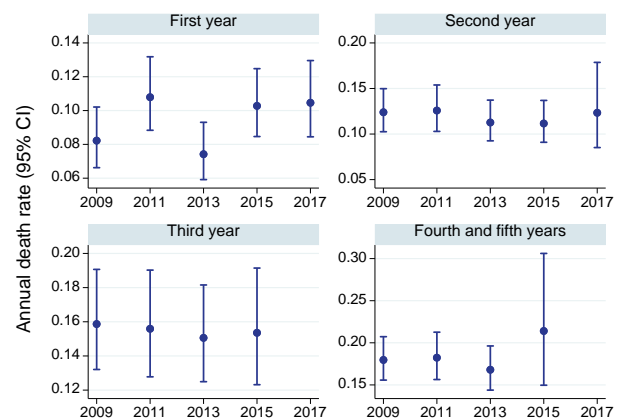 Annual death rate (95% CI)
First year
0.14
0.12
0.10
0.08
0.06
2009 2011 2013 2015 2017
Second year
0.20
0.15
0.10
0.05
2009 2011 2013 2015 2017
Third year
0.20
0.18
0.16
0.14
0.12
2009 2011 2013 2015 2017
Fourth and fifth years
0.30
0.25
0.20
0.15
2009 2011 2013 2015 2017